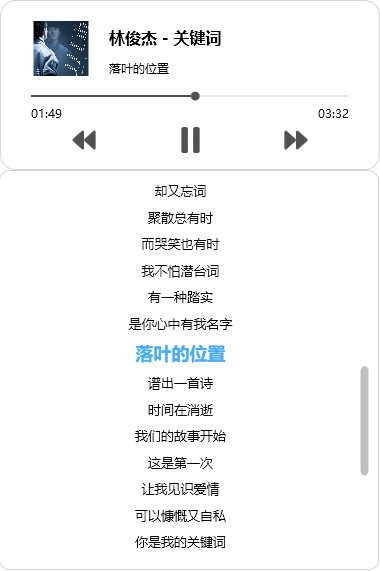 林俊杰 - 关键词
落叶的位置
01:49
03:32
却又忘词
聚散总有时
而哭笑也有时
我不怕潜台词
有一种踏实
是你心中有我名字
落叶的位置
谱出一首诗
时间在消逝
我们的故事开始
这是第一次
让我见识爱情
可以慷慨又自私
你是我的关键词